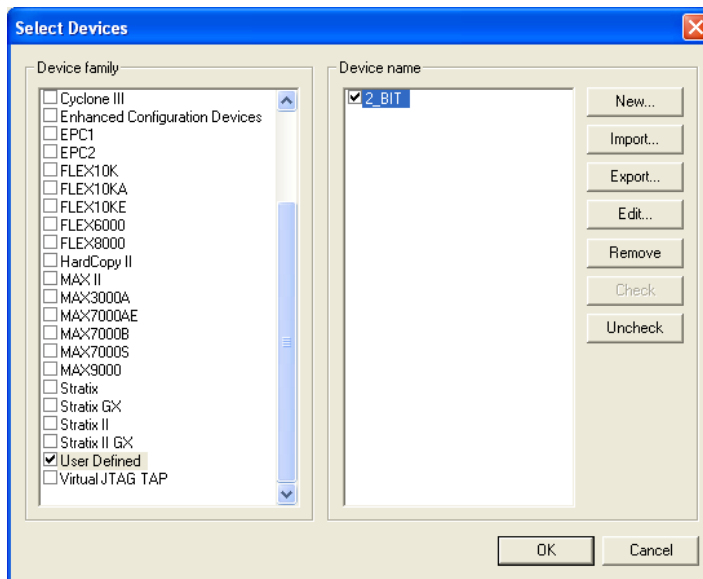 Select Devices
Device family
Cyclone III
Enhanced Configuration Devices
EPC1
EPC2
FLEX10K
FLEX10KA
FLEX10KE
FLEX6000
FLEX8000
HardCopy II
MAX II
MAX3000A
MAX7000AE
MAX7000B
MAX7000S
MAX9000
Stratix
Stratix GX
Stratix II
Stratix II GX
User Defined
Virtual JTAG TAP
Device name
2_BIT
New...
Import...
Export...
Edit...
Remove
Check
Uncheck
OK
Cancel